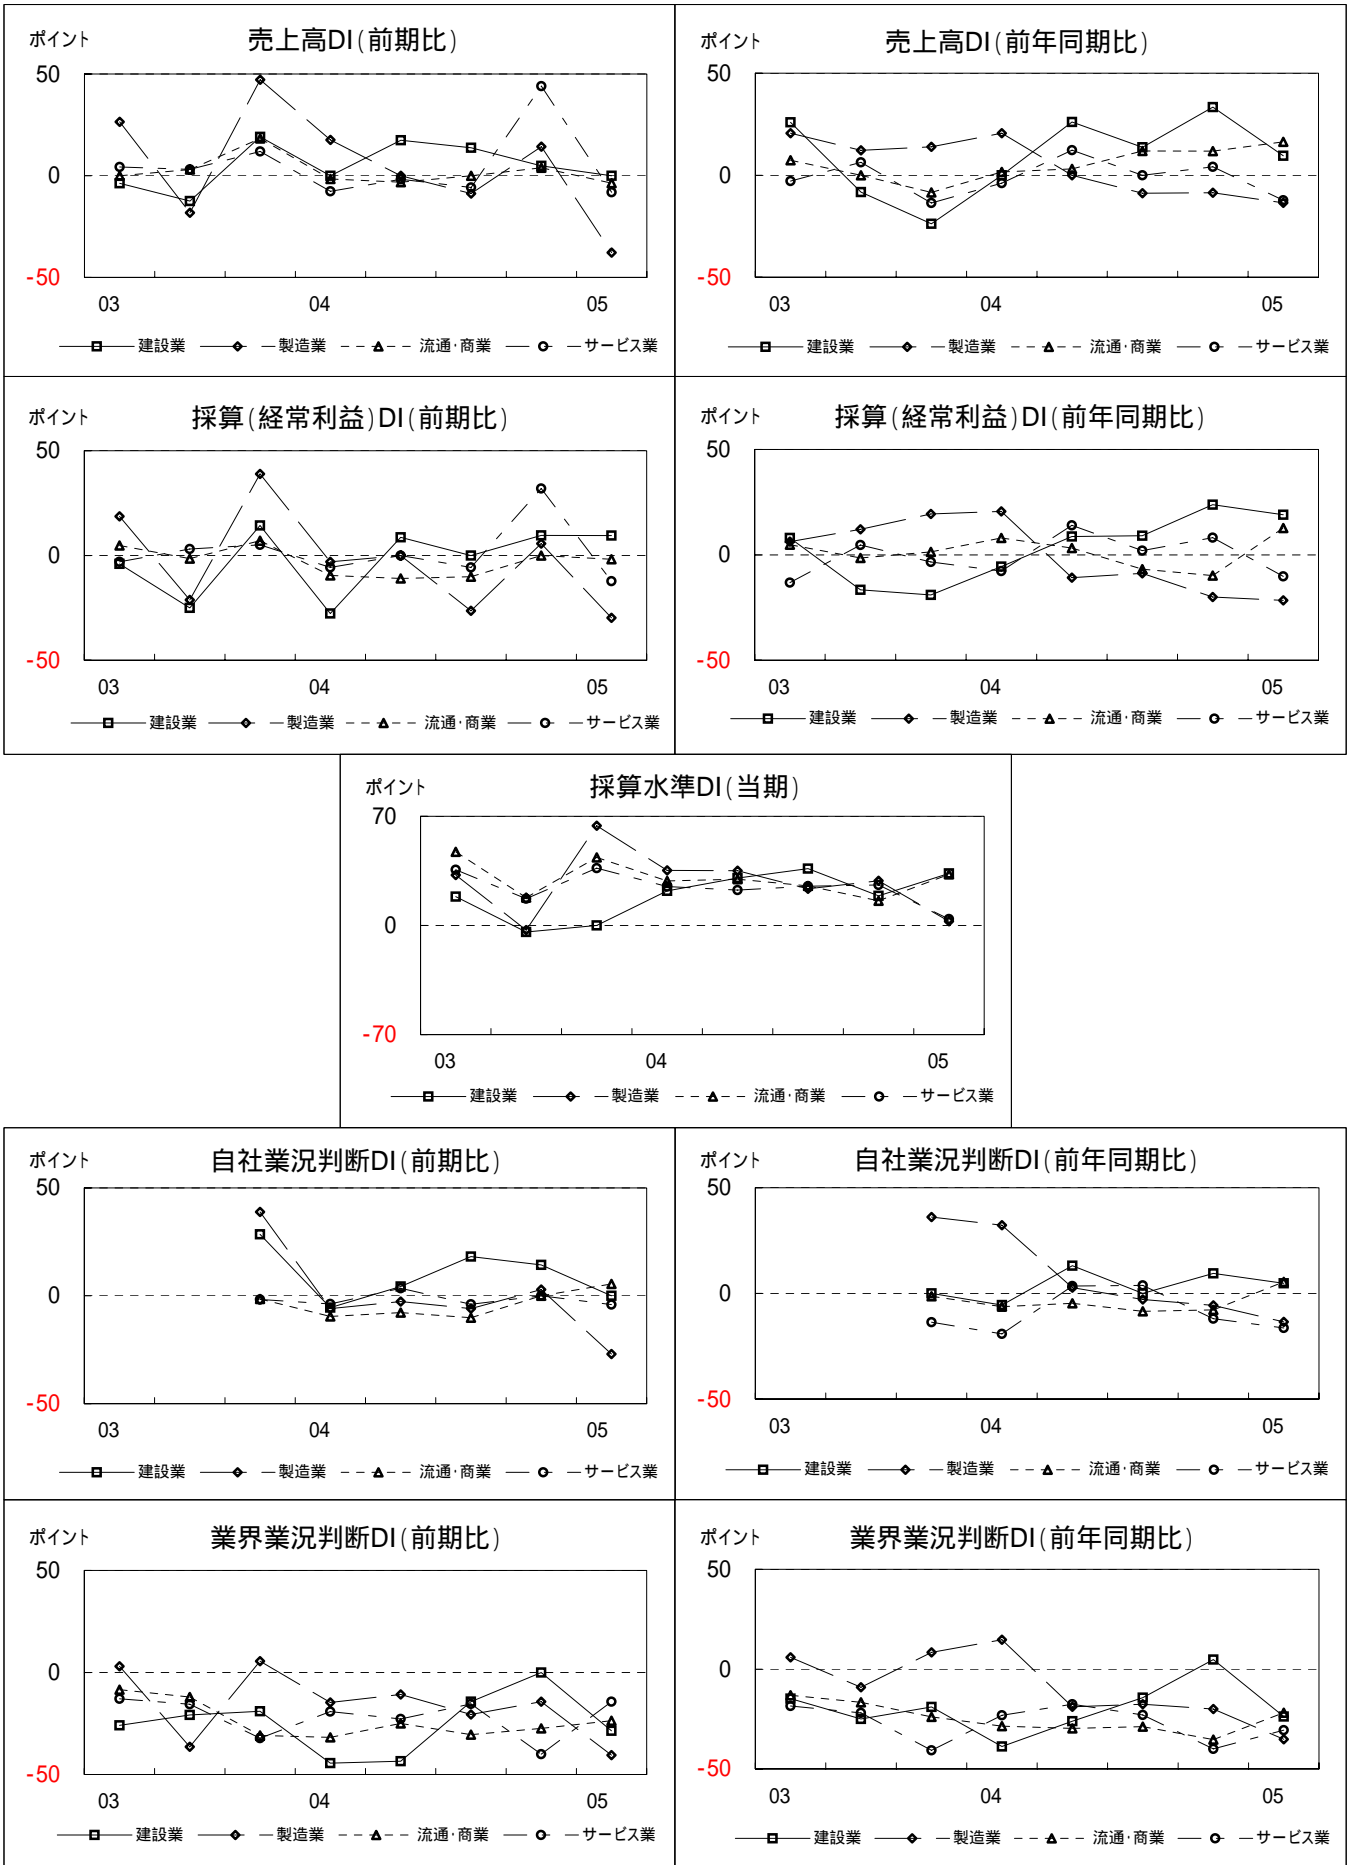 ポイント 売上高DI(前期比)
50
0
-50
03 04 05
建設業 製造業 流通・商業 サービス業
ポイント 売上高DI(前年同期比)
50
0
-50
03 04 05
建設業 製造業 流通・商業 サービス業
ポイント 採算(経常利益)DI(前期比)
50
0
-50
03 04 05
建設業 製造業 流通・商業 サービス業
ポイント 採算(経常利益)DI(前年同期比)
50
0
-50
03 04 05
建設業 製造業 流通・商業 サービス業
ポイント 採算水準DI(当期)
70
0
-70
03 04 05
建設業 製造業 流通・商業 サービス業
ポイント 自社業況判断DI(前期比)
50
0
-50
03 04 05
建設業 製造業 流通・商業 サービス業
ポイント 自社業況判断DI(前年同期比)
50
0
-50
03 04 05
建設業 製造業 流通・商業 サービス業
ポイント 業界業況判断DI(前期比)
50
0
-50
03 04 05
建設業 製造業 流通・商業 サービス業
ポイント 業界業況判断DI(前年同期比)
50
0
-50
03 04 05
建設業 製造業 流通・商業 サービス業